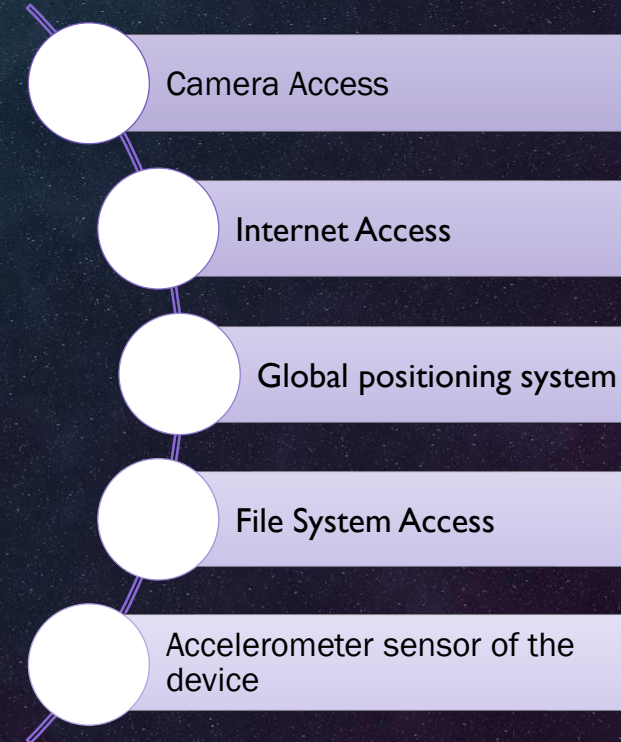 Camera Access
Internet Access
Global positioning system
File System Access
Accelerometer sensor of the
device